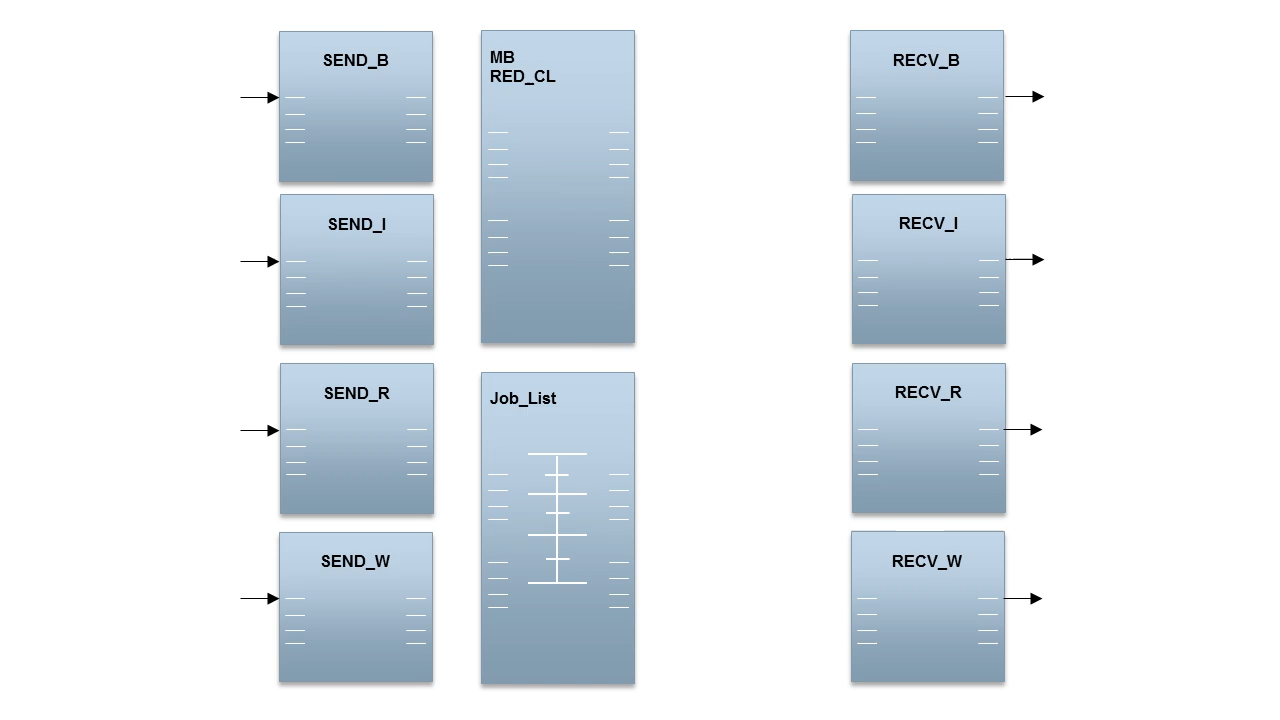 SEND_B
MB
RED_CL
RECV_B
SEND_I
RECV_I
SEND_R
Job_List
RECV_R
SEND_W
RECV_W